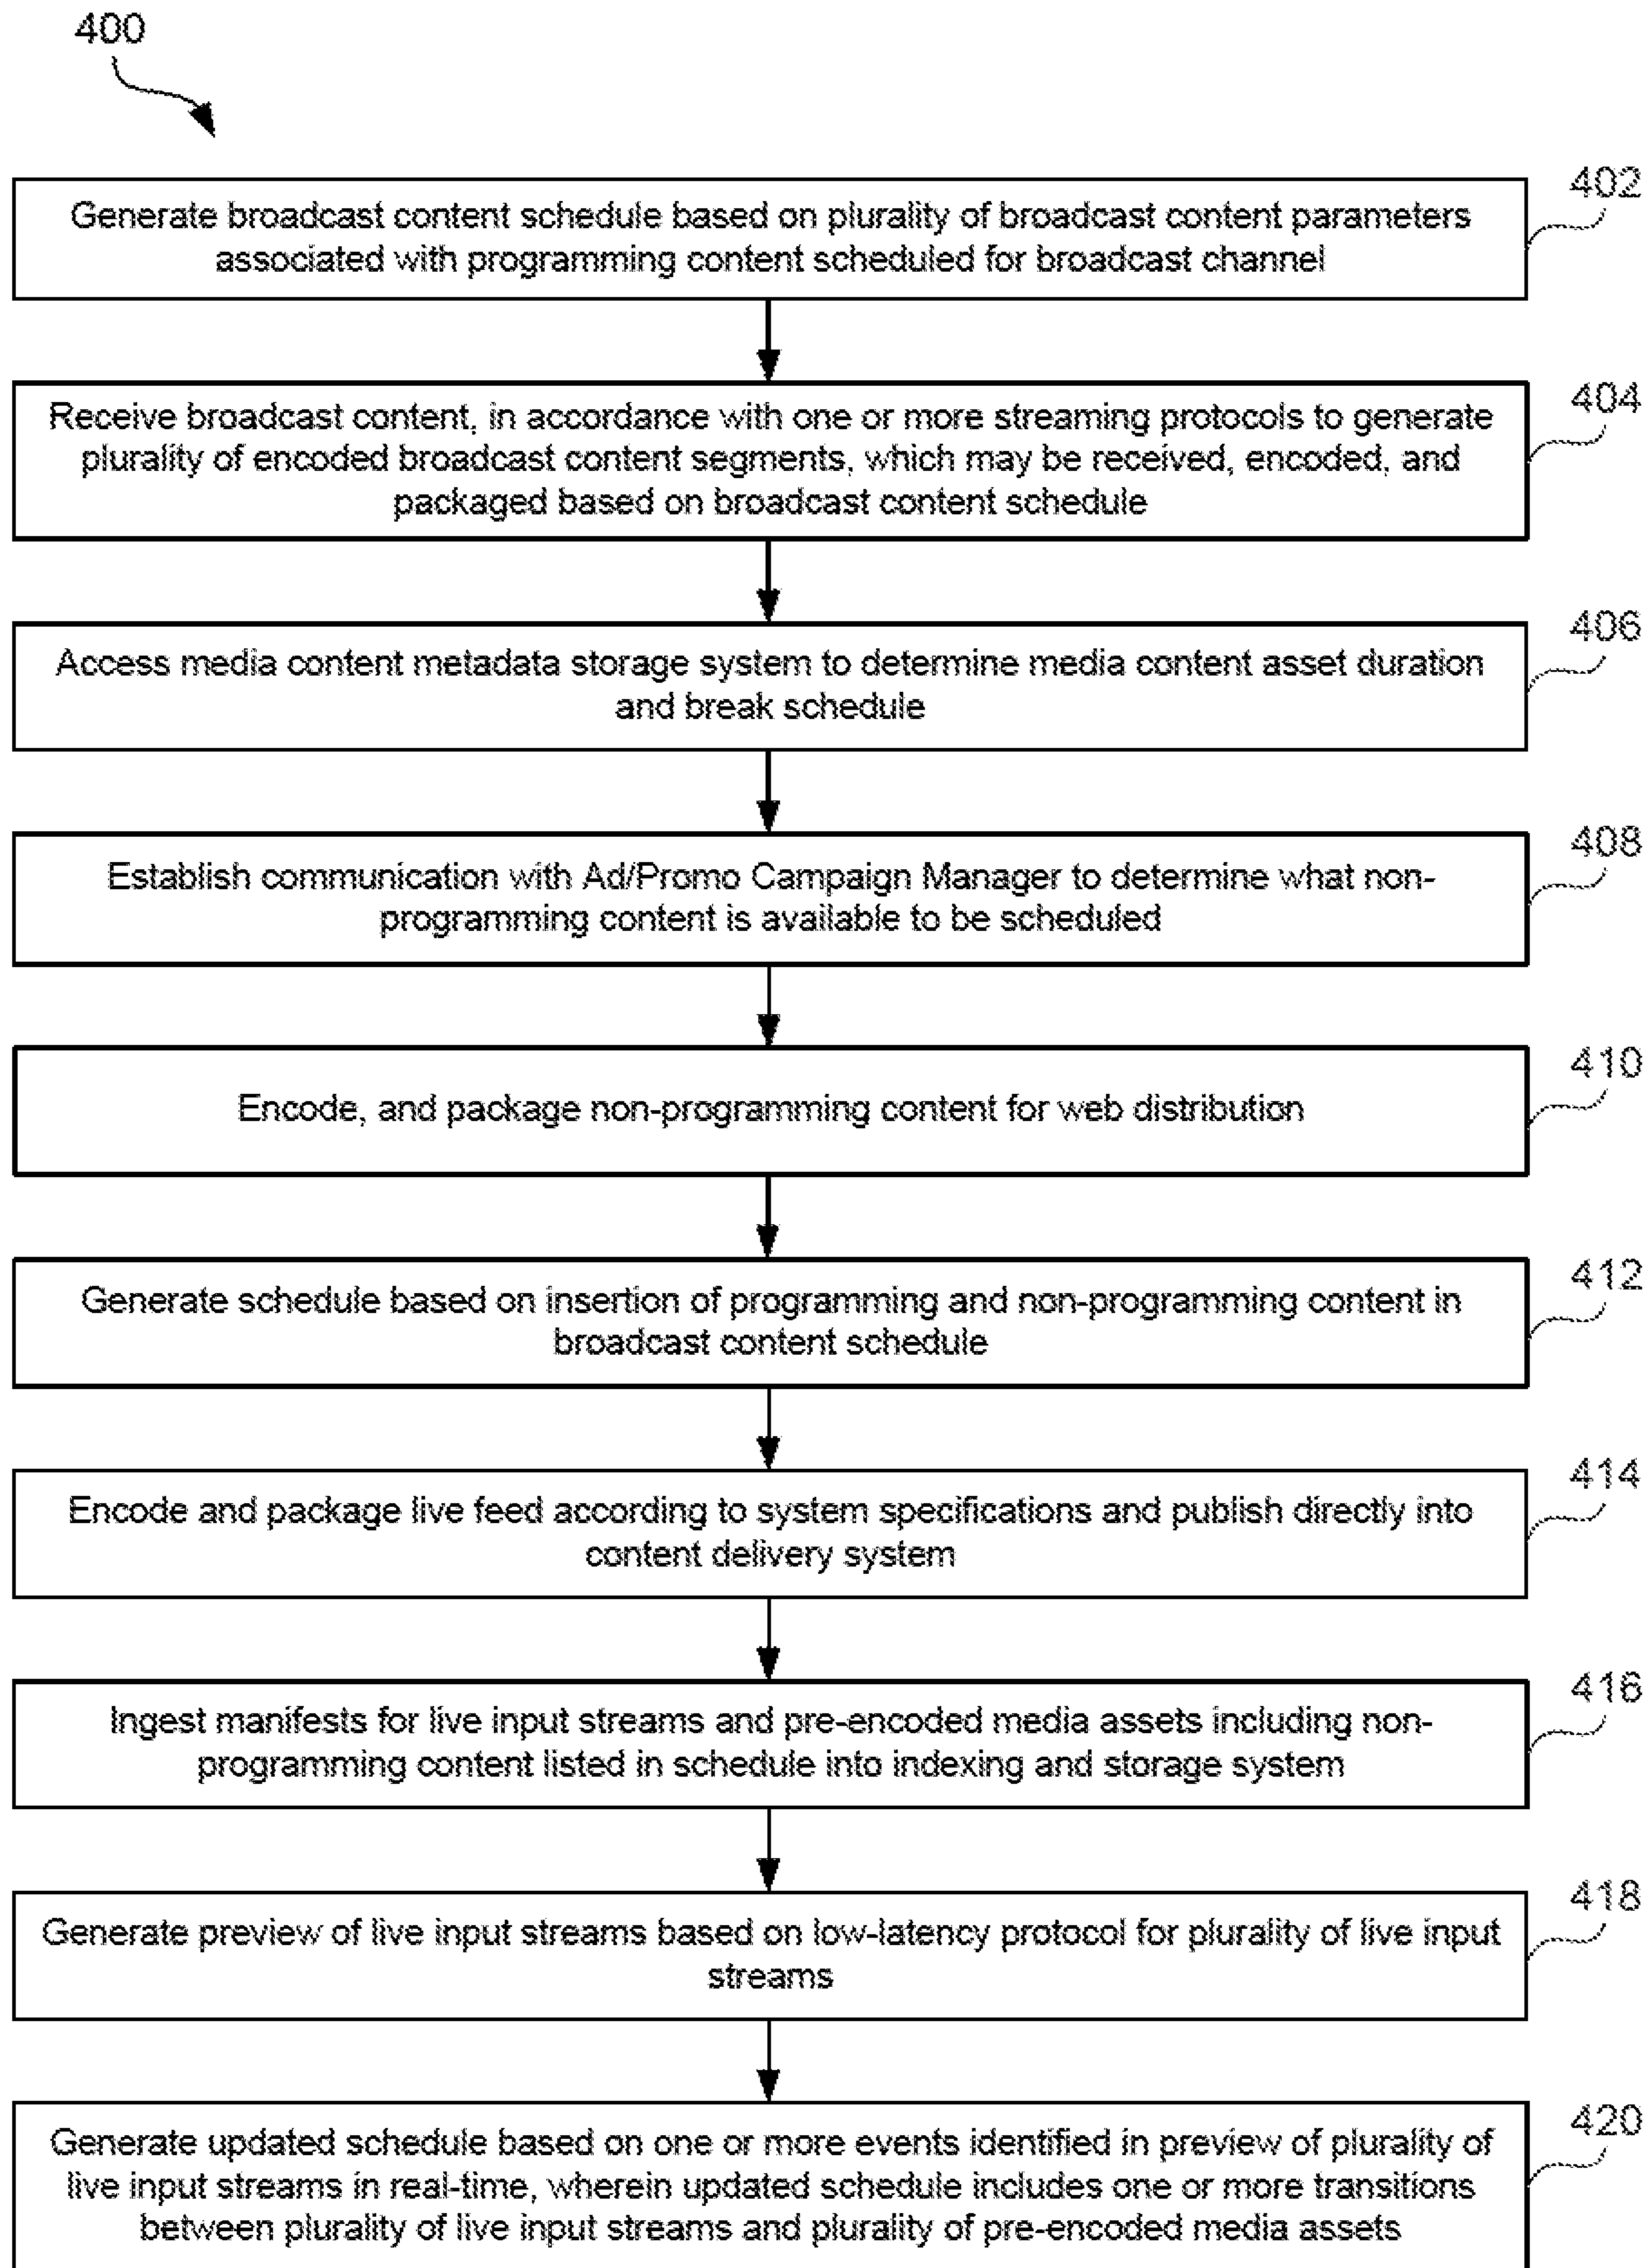 400
402
Generate broadcast content schedule based on plurality of broadcast content parameters
associated with programming content scheduled for broadcast channel
404
Receive broadcast content, in accordance with one or more streaming protocols to generate
plurality of encoded broadcast content segments, which may be received, encoded, and
packaged based on broadcast content schedule
406
Access media content metadata storage system to determine media content asset duration
and break schedule
408
Establish communication with Ad/Promo Campaign Manager to determine what non-
programming content is available to be scheduled
410
Encode, and package non-programming content for web distribution
412
Generate schedule based on insertion of programming and non-programming content in
broadcast content schedule
414
Encode and package live feed according to system specifications and publish directly into
content delivery system
416
Ingest manifests for live input streams and pre-encoded media assets including non-
programming content listed in schedule into indexing and storage system
418
Generate preview of live input streams based on low-latency protocol for plurality of live input
streams
420
Generate updated schedule based on one or more events identified in preview of plurality of
live input streams in real-time, wherein updated schedule includes one or more transitions
between plurality of live input streams and plurality of pre-encoded media assets